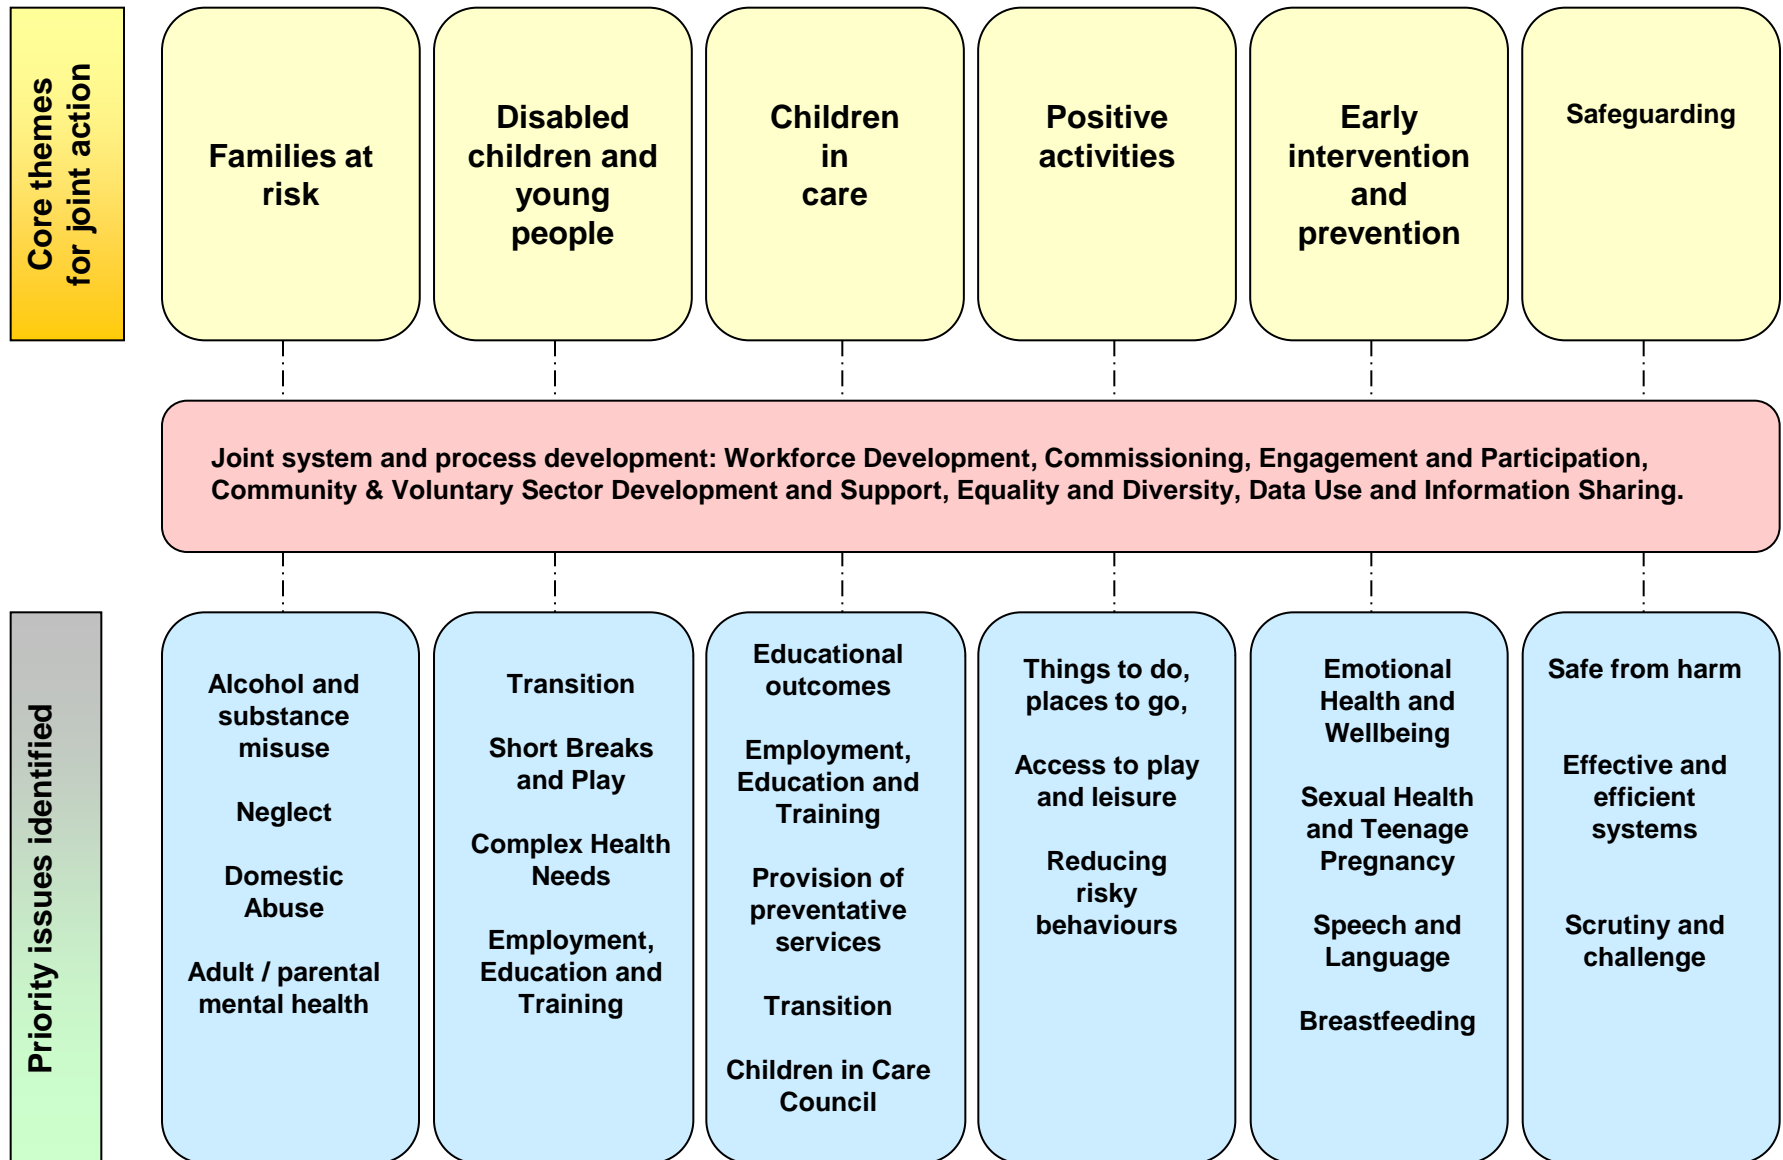 Core themes
for joint action
Families at
risk
Disabled
children and
young
people
Children
in
care
Positive
activities
Early
intervention
and
prevention
Safeguarding
Joint system and process development: Workforce Development, Commissioning, Engagement and Participation,
Community & Voluntary Sector Development and Support, Equality and Diversity, Data Use and Information Sharing.
Priority issues identified
Alcohol and
substance
misuse
Neglect
Domestic
Abuse
Adult / parental
mental health
Transition
Short Breaks
and Play
Complex Health
Needs
Employment,
Education and
Training
Educational
outcomes
Employment,
Education and
Training
Provision of
preventative
services
Transition
Children in Care
Council
Things to do,
places to go,
Access to play
and leisure
Reducing
risky
behaviours
Emotional
Health and
Wellbeing
Sexual Health
and Teenage
Pregnancy
Speech and
Language
Breastfeeding
Safe from harm
Effective and
efficient
systems
Scrutiny and
challenge